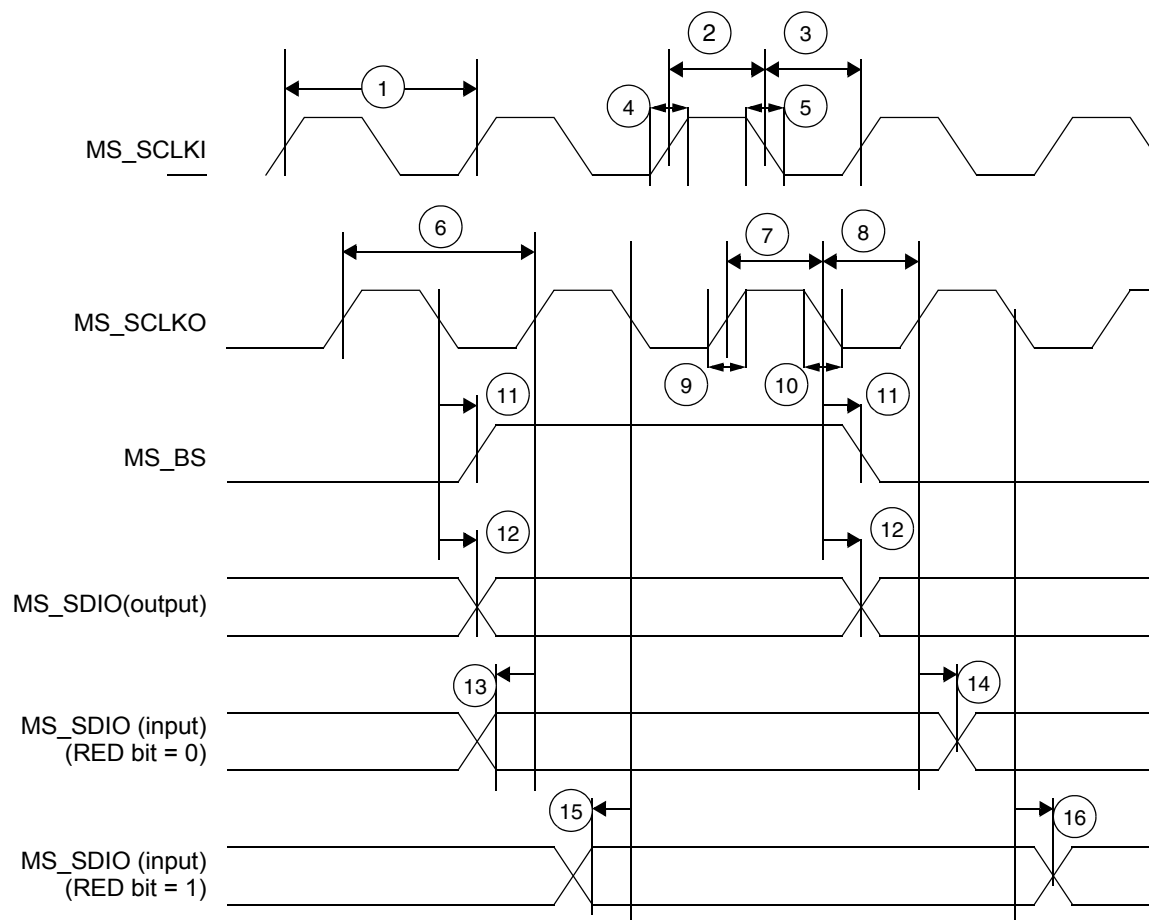 2
3
1
4
5
MS_SCLKI
6
7
8
MS_SCLKO
9
10
11
11
MS_BS
12
12
MS_SDIO(output)
13
14
MS_SDIO (input)
(RED bit = 0)
15
16
MS_SDIO (input)
(RED bit = 1)